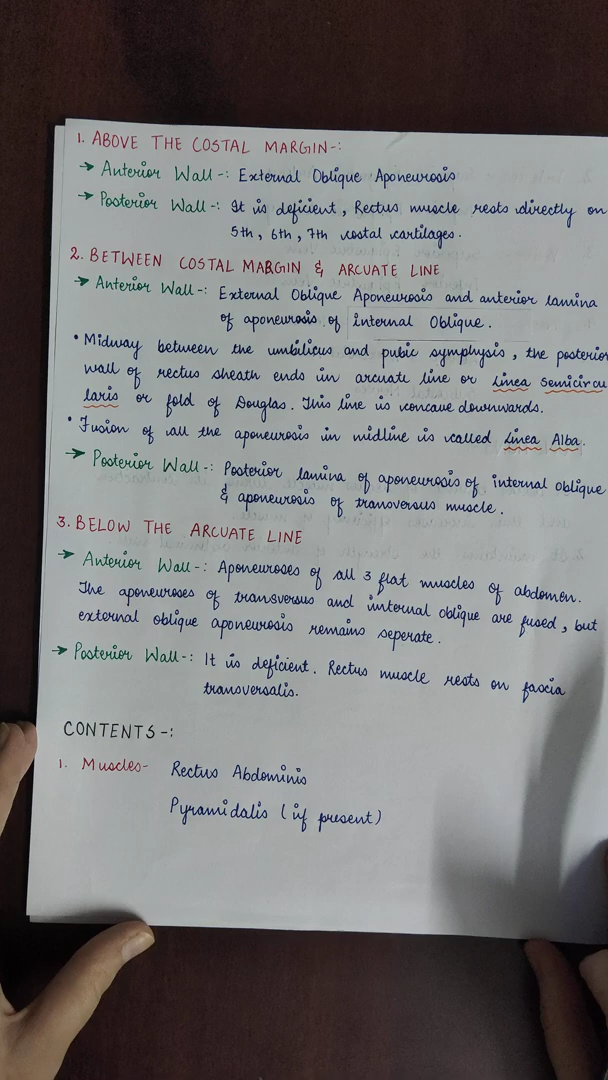 1. ABOVE THE COSTAL MARGIN-:
→ Anterior Wall-: External Oblique Aponeurosis
→ Posterior Wall-: It is deficient, Rectus muscle rests directly on
5th, 6th, 7th costal cartilages.
2. BETWEEN COSTAL MARGIN & ARCUATE LINE
→ Anterior Wall-: External Oblique Aponeurosis and anterior lamina
of aponeurosis of internal Oblique.
• Midway between the umbilicus and pubic symphysis, the posterior
wall of rectus sheath ends in arcuate line or linea semicircu
laris or fold of Douglas. This line is concave downwards.
• Fusion of all the aponeurosis in midline is called Linea Alba.
→ Posterior Wall-: Posterior lamina of aponeurosis of internal oblique
& aponeurosis of transversus muscle.
3. BELOW THE ARCUATE LINE
→ Anterior Wall-: Aponeuroses of all 3 flat muscles of abdomen.
The aponeuroses of transversus and internal oblique are fused, but
external oblique aponeurosis remains seperate.
→ Posterior Wall-: It is deficient. Rectus muscle rests on fascia
transversalis.
CONTENTS-:
1. Muscles- Rectus Abdominis
Pyramidalis (if present)